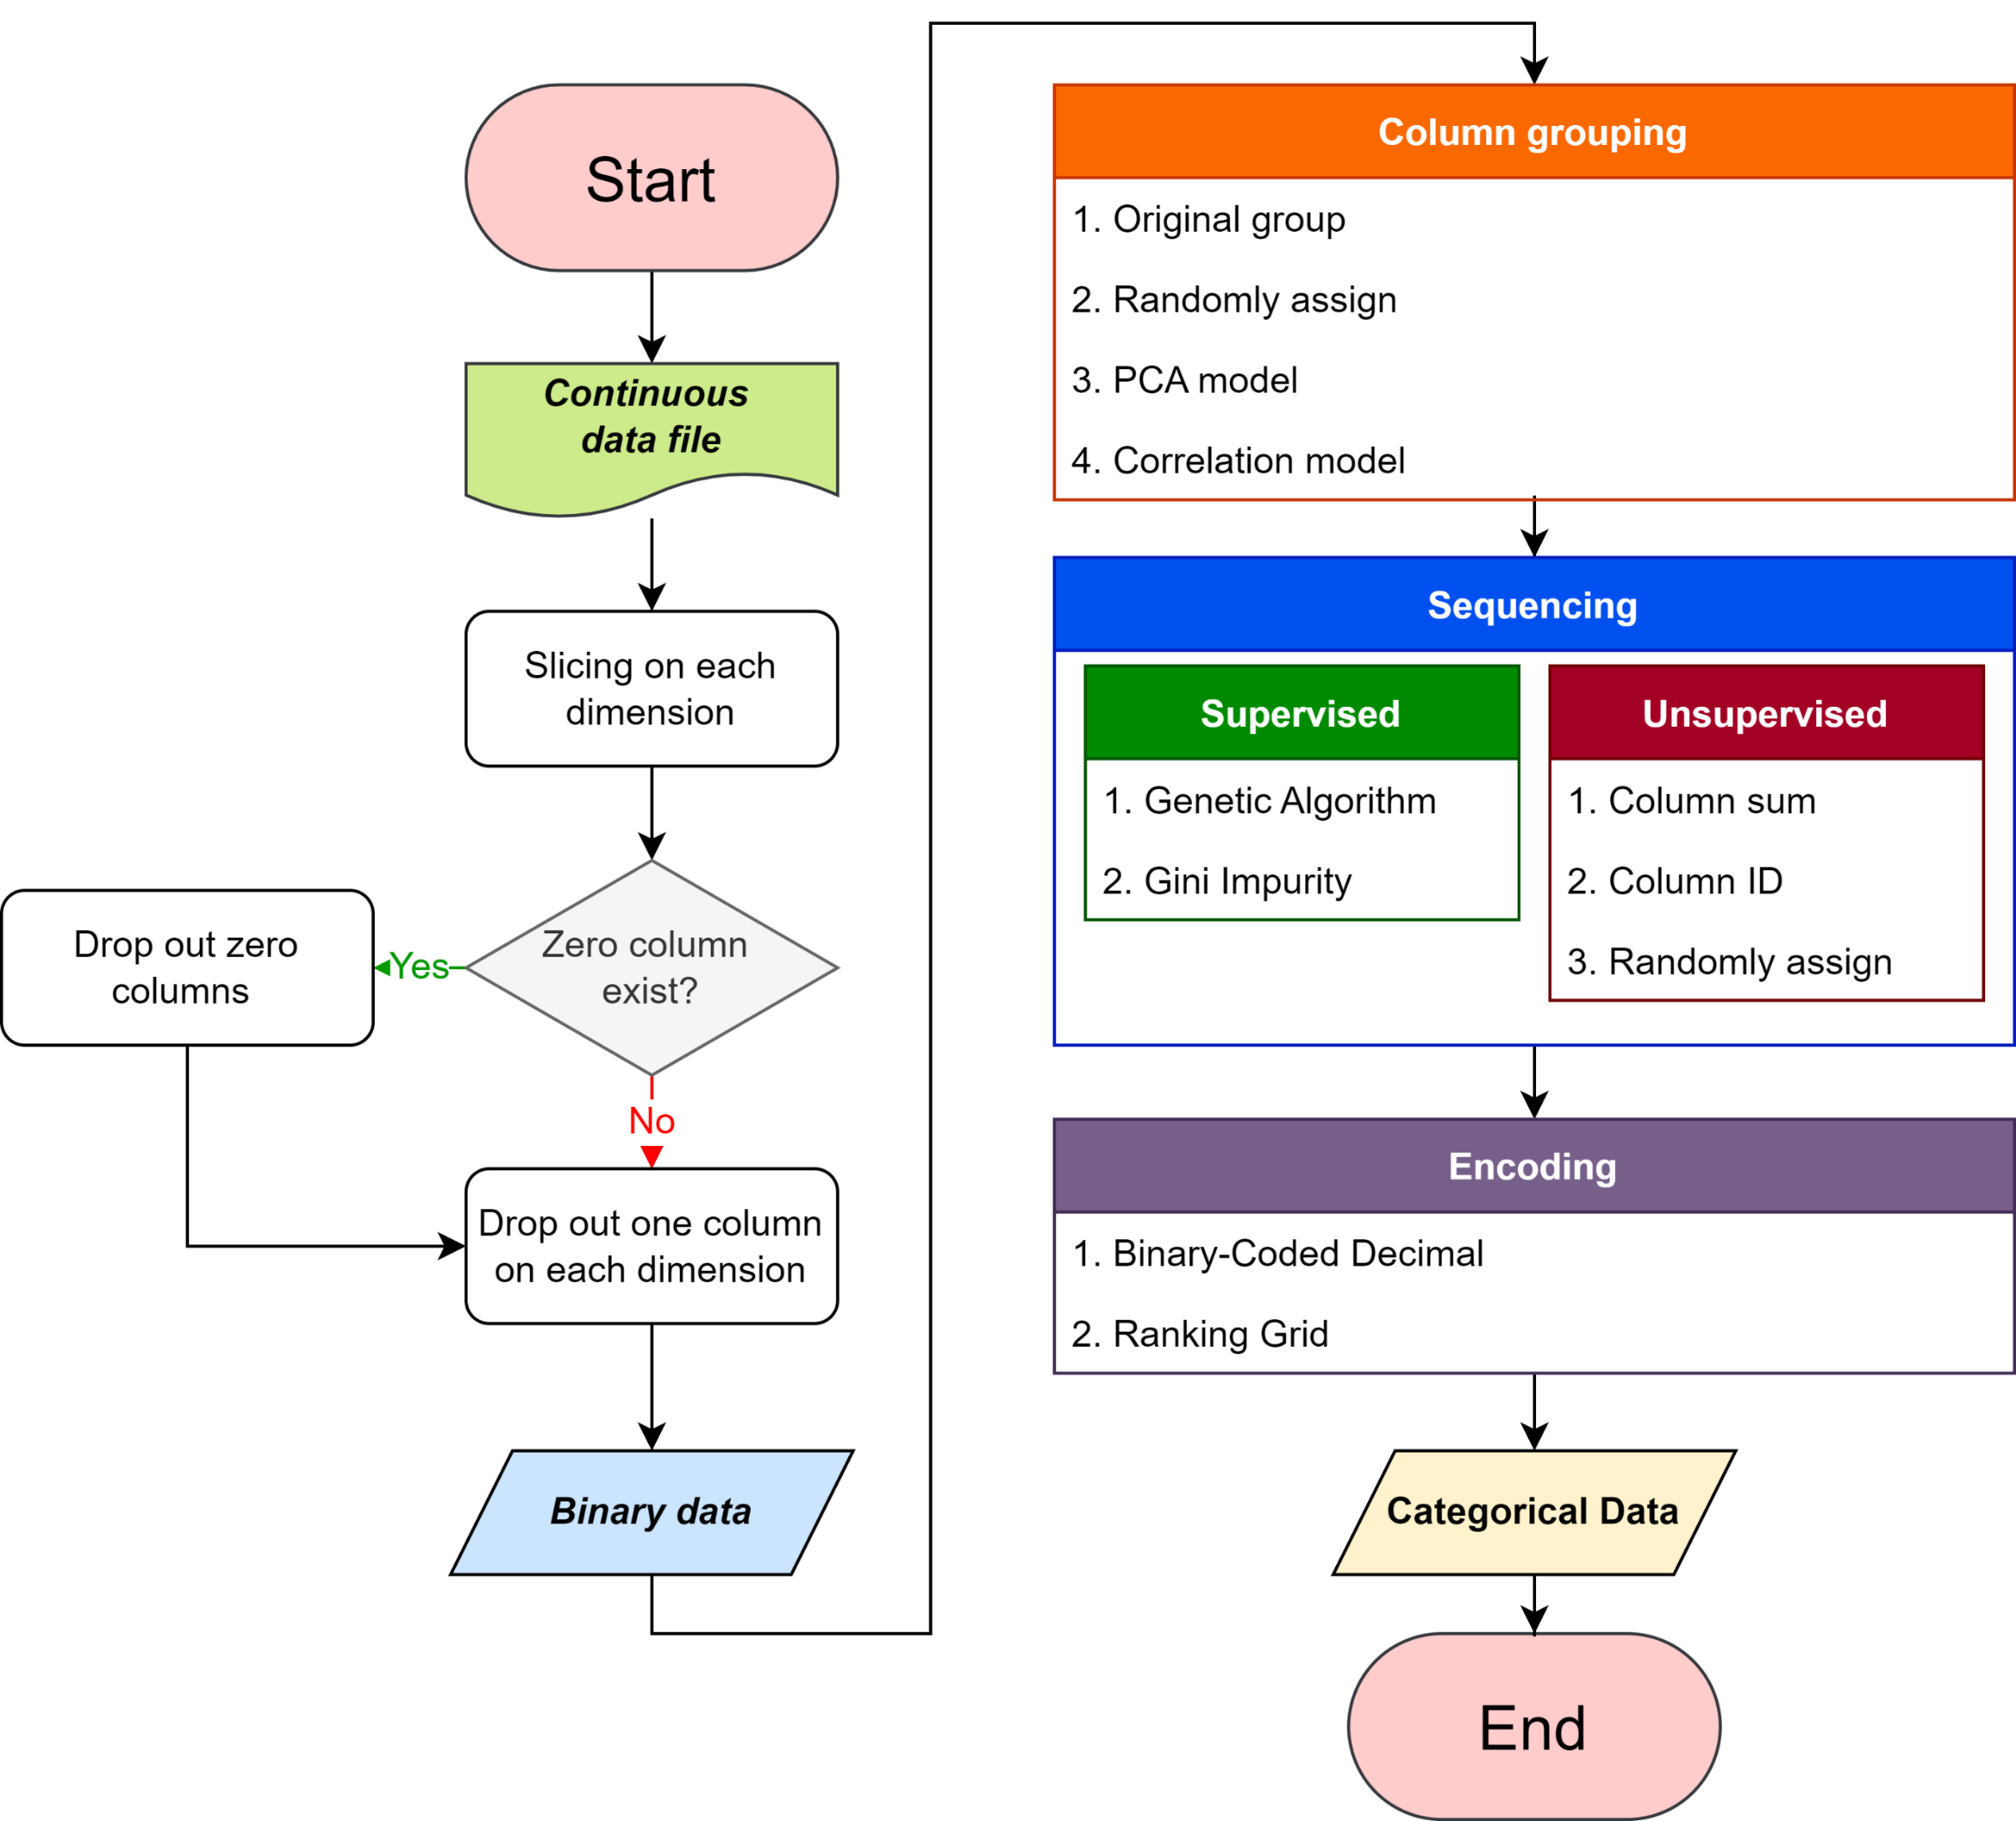 Start
Continuous
data file
Slicing on each
dimension
Zero column
exist?
Yes
Drop out zero
columns
No
Drop out one column
on each dimension
Binary data
Column grouping
1. Original group
2. Randomly assign
3. PCA model
4. Correlation model
Sequencing
Supervised
1. Genetic Algorithm
2. Gini Impurity
Unsupervised
1. Column sum
2. Column ID
3. Randomly assign
Encoding
1. Binary-Coded Decimal
2. Ranking Grid
Categorical Data
End